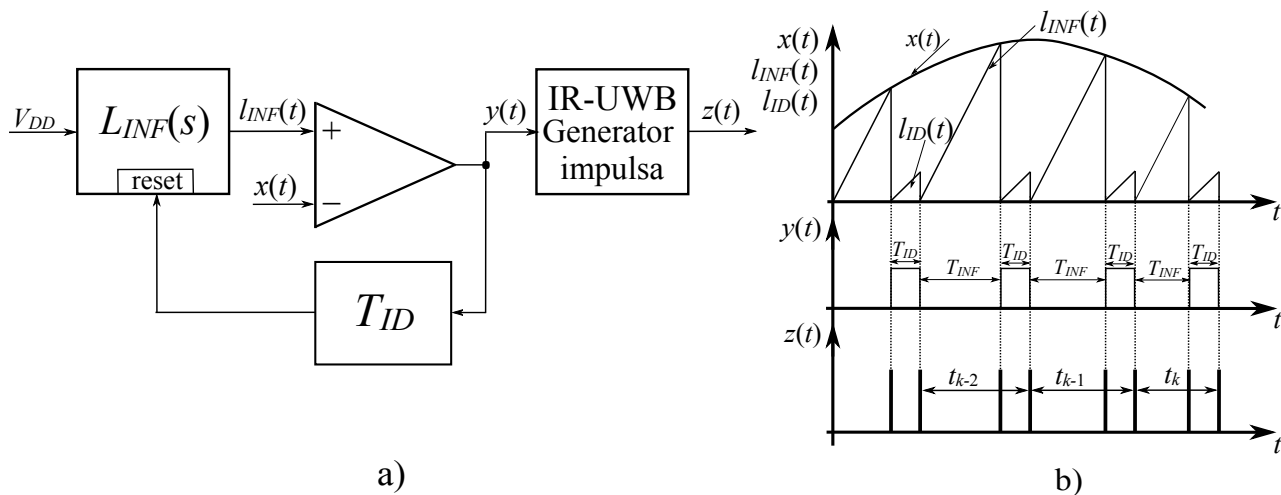 V_DD
L_INF(s)
reset
l_INF(t)
+
x(t)
−
T_ID
y(t)
IR-UWB
Generator
impulsa
z(t)
a)
x(t)
l_INF(t)
l_ID(t)
x(t)
l_INF(t)
l_ID(t)
t
y(t)
T_ID
T_INF
T_ID
T_INF
T_ID
T_INF
T_ID
t
z(t)
t_k-2
t_k-1
t_k
t
b)